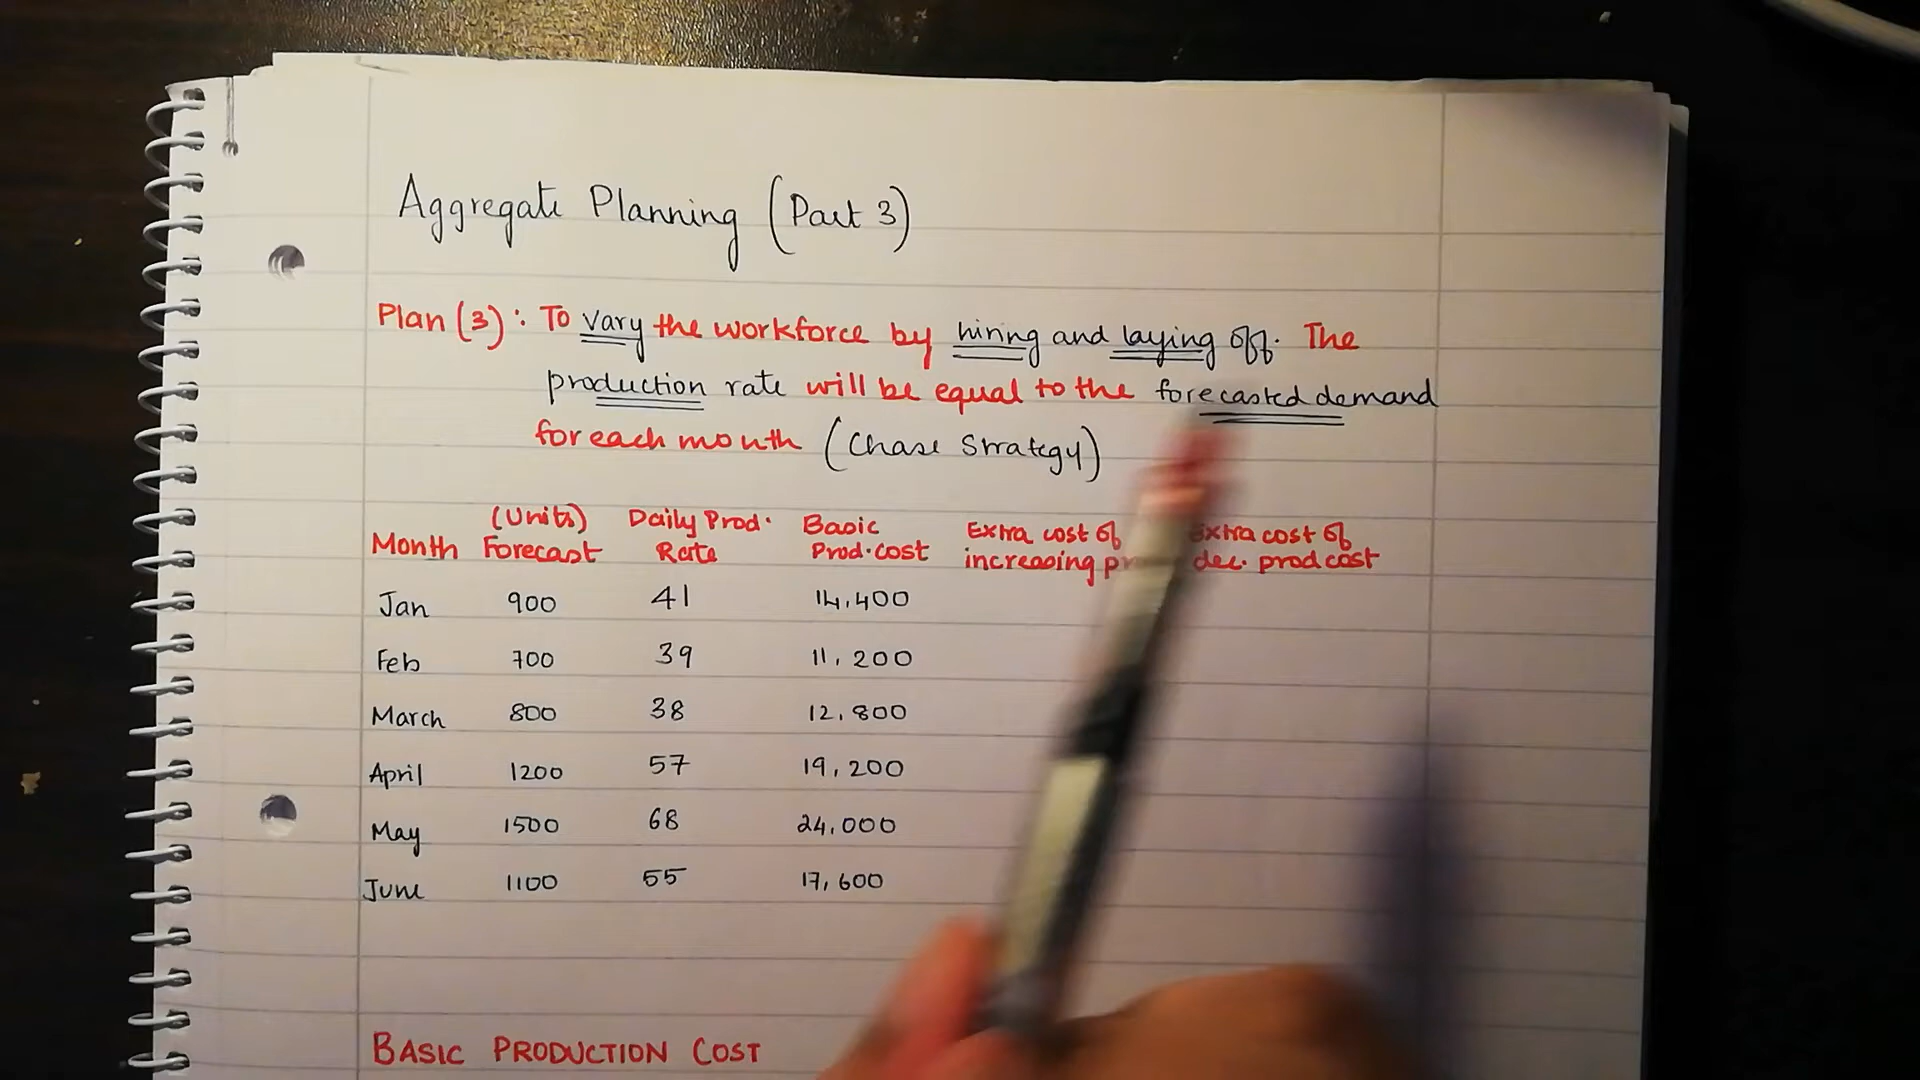 Aggregate Planning (Part 3)
Plan (3): To vary the workforce by hiring and laying off. The
production rate will be equal to the forecasted demand
for each month (Chase Strategy)
Month (Units) Forecast Daily Prod. Rate Basic Prod. cost Extra cost of increasing Extra cost of dec. prod cost
Jan 900 41 14,400
Feb 700 39 11,200
March 800 38 12,800
April 1200 57 19,200
May 1500 68 24,000
June 1100 55 17,600
BASIC PRODUCTION COST